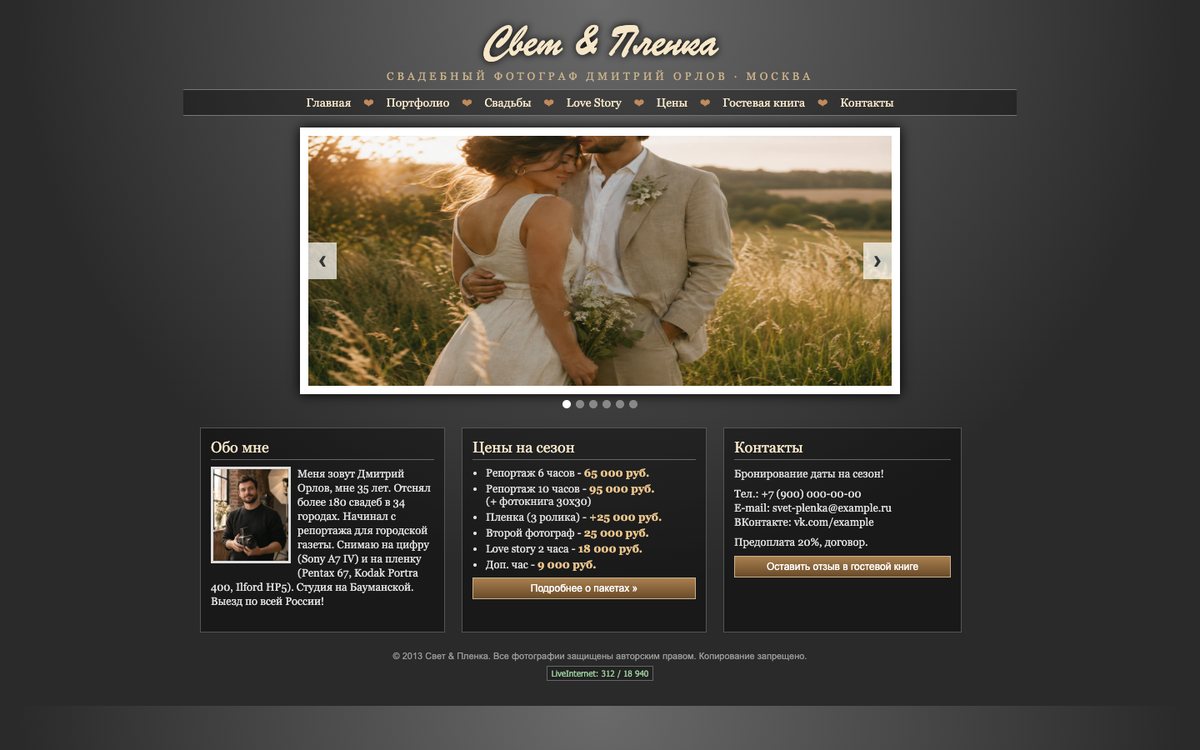 Свет & Пленка
СВАДЕБНЫЙ ФОТОГРАФ ДМИТРИЙ ОРЛОВ · МОСКВА
Главная ❤ Портфолио ❤ Свадьбы ❤ Love Story ❤ Цены ❤ Гостевая книга ❤ Контакты
‹ ›
Обо мне
Меня зовут Дмитрий
Орлов, мне 35 лет. Отснял
более 180 свадеб в 34
городах. Начинал с
репортажа для городской
газеты. Снимаю на цифру
(Sony A7 IV) и на пленку
(Pentax 67, Kodak Portra
400, Ilford HP5). Студия на Бауманской.
Выезд по всей России!
Цены на сезон
• Репортаж 6 часов - 65 000 руб.
• Репортаж 10 часов - 95 000 руб.
(+ фотокнига 30x30)
• Пленка (3 ролика) - +25 000 руб.
• Второй фотограф - 25 000 руб.
• Love story 2 часа - 18 000 руб.
• Доп. час - 9 000 руб.
Подробнее о пакетах »
Контакты
Бронирование даты на сезон!
Тел.: +7 (900) 000-00-00
E-mail: svet-plenka@example.ru
ВКонтакте: vk.com/example
Предоплата 20%, договор.
Оставить отзыв в гостевой книге
© 2013 Свет & Пленка. Все фотографии защищены авторским правом. Копирование запрещено.
LiveInternet: 312 / 18 940